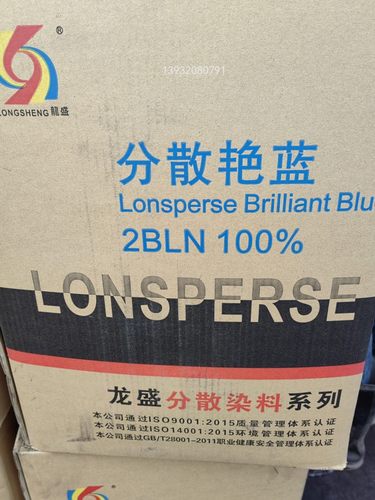 13932080791
®
LONGSHENG 龍盛
分散艳蓝
Lonsperse Brilliant Blu
2BLN 100%
LONSPERSE
龙盛分散染料系列
本公司通过ISO9001:2015质量管理体系认证
本公司通过ISO14001:2015环境管理体系认证
本公司通过GB/T28001-2011职业健康安全管理体系认证
®